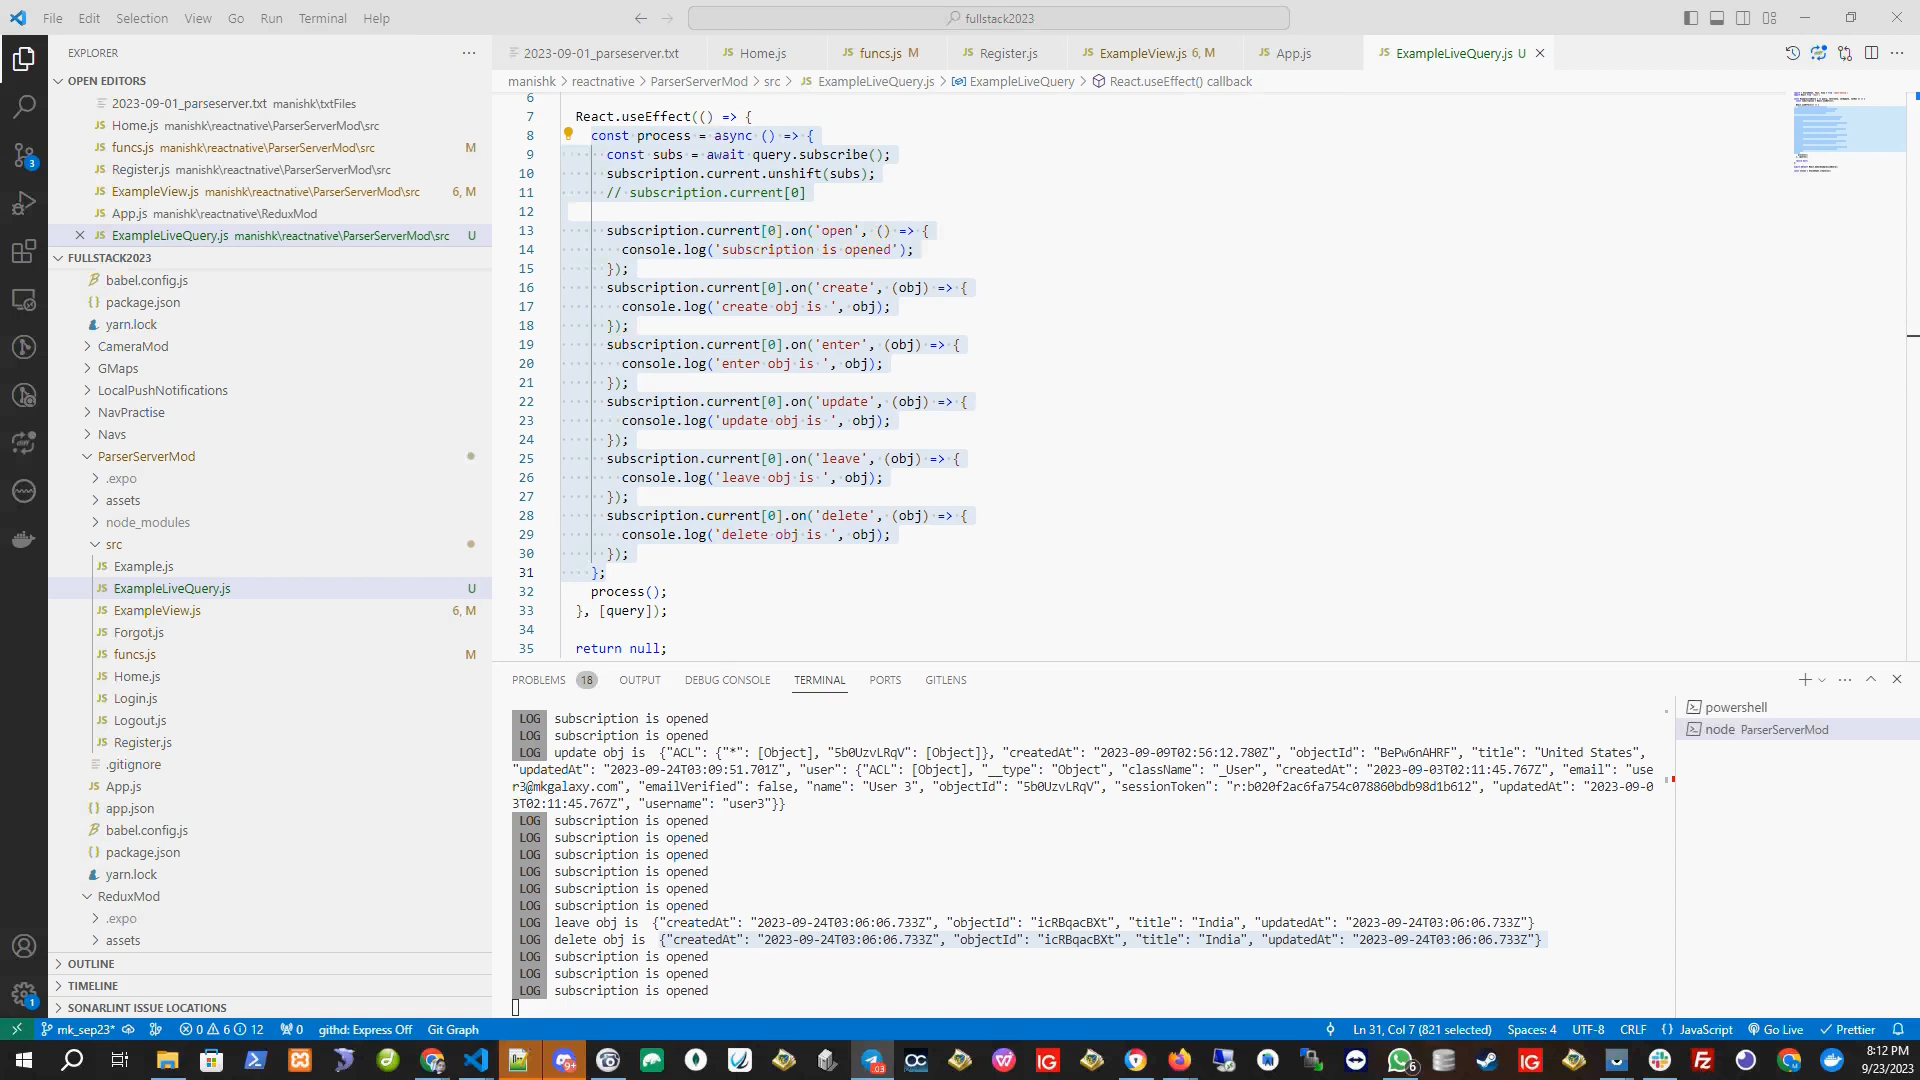 File Edit Selection View Go Run Terminal Help
fullstack2023
EXPLORER
OPEN EDITORS
2023-09-01_parseserver.txt manishk\txtFiles
JS Home.js manishk\reactnative\ParserServerMod\src
JS funcs.js manishk\reactnative\ParserServerMod\src M
JS Register.js manishk\reactnative\ParserServerMod\src
JS ExampleView.js manishk\reactnative\ParserServerMod\src 6, M
JS App.js manishk\reactnative\ReduxMod
JS ExampleLiveQuery.js manishk\reactnative\ParserServerMod\src U
FULLSTACK2023
babel.config.js
package.json
yarn.lock
CameraMod
GMaps
LocalPushNotifications
NavPractise
Navs
ParserServerMod
.expo
assets
node_modules
src
JS Example.js
JS ExampleLiveQuery.js U
JS ExampleView.js 6, M
JS Forgot.js
JS funcs.js M
JS Home.js
JS Login.js
JS Logout.js
JS Register.js
.gitignore
JS App.js
{} app.json
babel.config.js
{} package.json
yarn.lock
ReduxMod
.expo
assets
OUTLINE
TIMELINE
SONARLINT ISSUE LOCATIONS
2023-09-01_parseserver.txt JS Home.js JS funcs.js M JS Register.js JS ExampleView.js 6, M JS App.js JS ExampleLiveQuery.js U
manishk > reactnative > ParserServerMod > src > JS ExampleLiveQuery.js > ExampleLiveQuery > React.useEffect() callback
6
7 React.useEffect(() => {
8 const process = async () => {
9 const subs = await query.subscribe();
10 subscription.current.unshift(subs);
11 // subscription.current[0]
12
13 subscription.current[0].on('open', () => {
14 console.log('subscription is opened');
15 });
16 subscription.current[0].on('create', (obj) => {
17 console.log('create obj is ', obj);
18 });
19 subscription.current[0].on('enter', (obj) => {
20 console.log('enter obj is ', obj);
21 });
22 subscription.current[0].on('update', (obj) => {
23 console.log('update obj is ', obj);
24 });
25 subscription.current[0].on('leave', (obj) => {
26 console.log('leave obj is ', obj);
27 });
28 subscription.current[0].on('delete', (obj) => {
29 console.log('delete obj is ', obj);
30 });
31 };
32 process();
33 }, [query]);
34
35 return null;
PROBLEMS 18 OUTPUT DEBUG CONSOLE TERMINAL PORTS GITLENS
LOG subscription is opened
LOG subscription is opened
LOG update obj is {"ACL": {"*": [Object], "5b0UzvLRqV": [Object]}, "createdAt": "2023-09-09T02:56:12.780Z", "objectId": "BePw6nAHRF", "title": "United States",
"updatedAt": "2023-09-24T03:09:51.701Z", "user": {"ACL": [Object], "__type": "Object", "className": "_User", "createdAt": "2023-09-03T02:11:45.767Z", "email": "use
r3@mkgalaxy.com", "emailVerified": false, "name": "User 3", "objectId": "5b0UzvLRqV", "sessionToken": "r:b020f2ac6fa754c078860bdb98d1b612", "updatedAt": "2023-09-0
3T02:11:45.767Z", "username": "user3"}}
LOG subscription is opened
LOG subscription is opened
LOG subscription is opened
LOG subscription is opened
LOG subscription is opened
LOG subscription is opened
LOG leave obj is {"createdAt": "2023-09-24T03:06:06.733Z", "objectId": "icRBqacBXt", "title": "India", "updatedAt": "2023-09-24T03:06:06.733Z"}
LOG delete obj is {"createdAt": "2023-09-24T03:06:06.733Z", "objectId": "icRBqacBXt", "title": "India", "updatedAt": "2023-09-24T03:06:06.733Z"}
LOG subscription is opened
LOG subscription is opened
LOG subscription is opened
powershell
node ParserServerMod
mk_sep23* 0 6 12 0 githd: Express Off Git Graph
Ln 31, Col 7 (821 selected) Spaces: 4 UTF-8 CRLF {} JavaScript Go Live Prettier
8:12 PM
9/23/2023